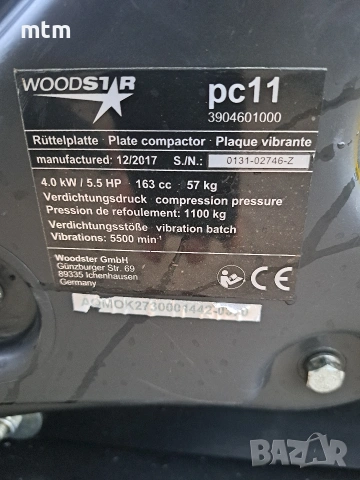 mtm
WOODSTAR
pc11
3904601000
Rüttelplatte · Plate compactor · Plaque vibrante
manufactured: 12/2017 S./N.: 0131-02746-Z
4.0 kW / 5.5 HP · 163 cc · 57 kg
Verdichtungsdruck · compression pressure
Pression de refoulement: 1100 kg
Verdichtungsstöße · vibration batch
Vibrations: 5500 min⁻¹
Woodster GmbH
Günzburger Str. 69
89335 Ichenhausen
Germany
CE
BAZAR